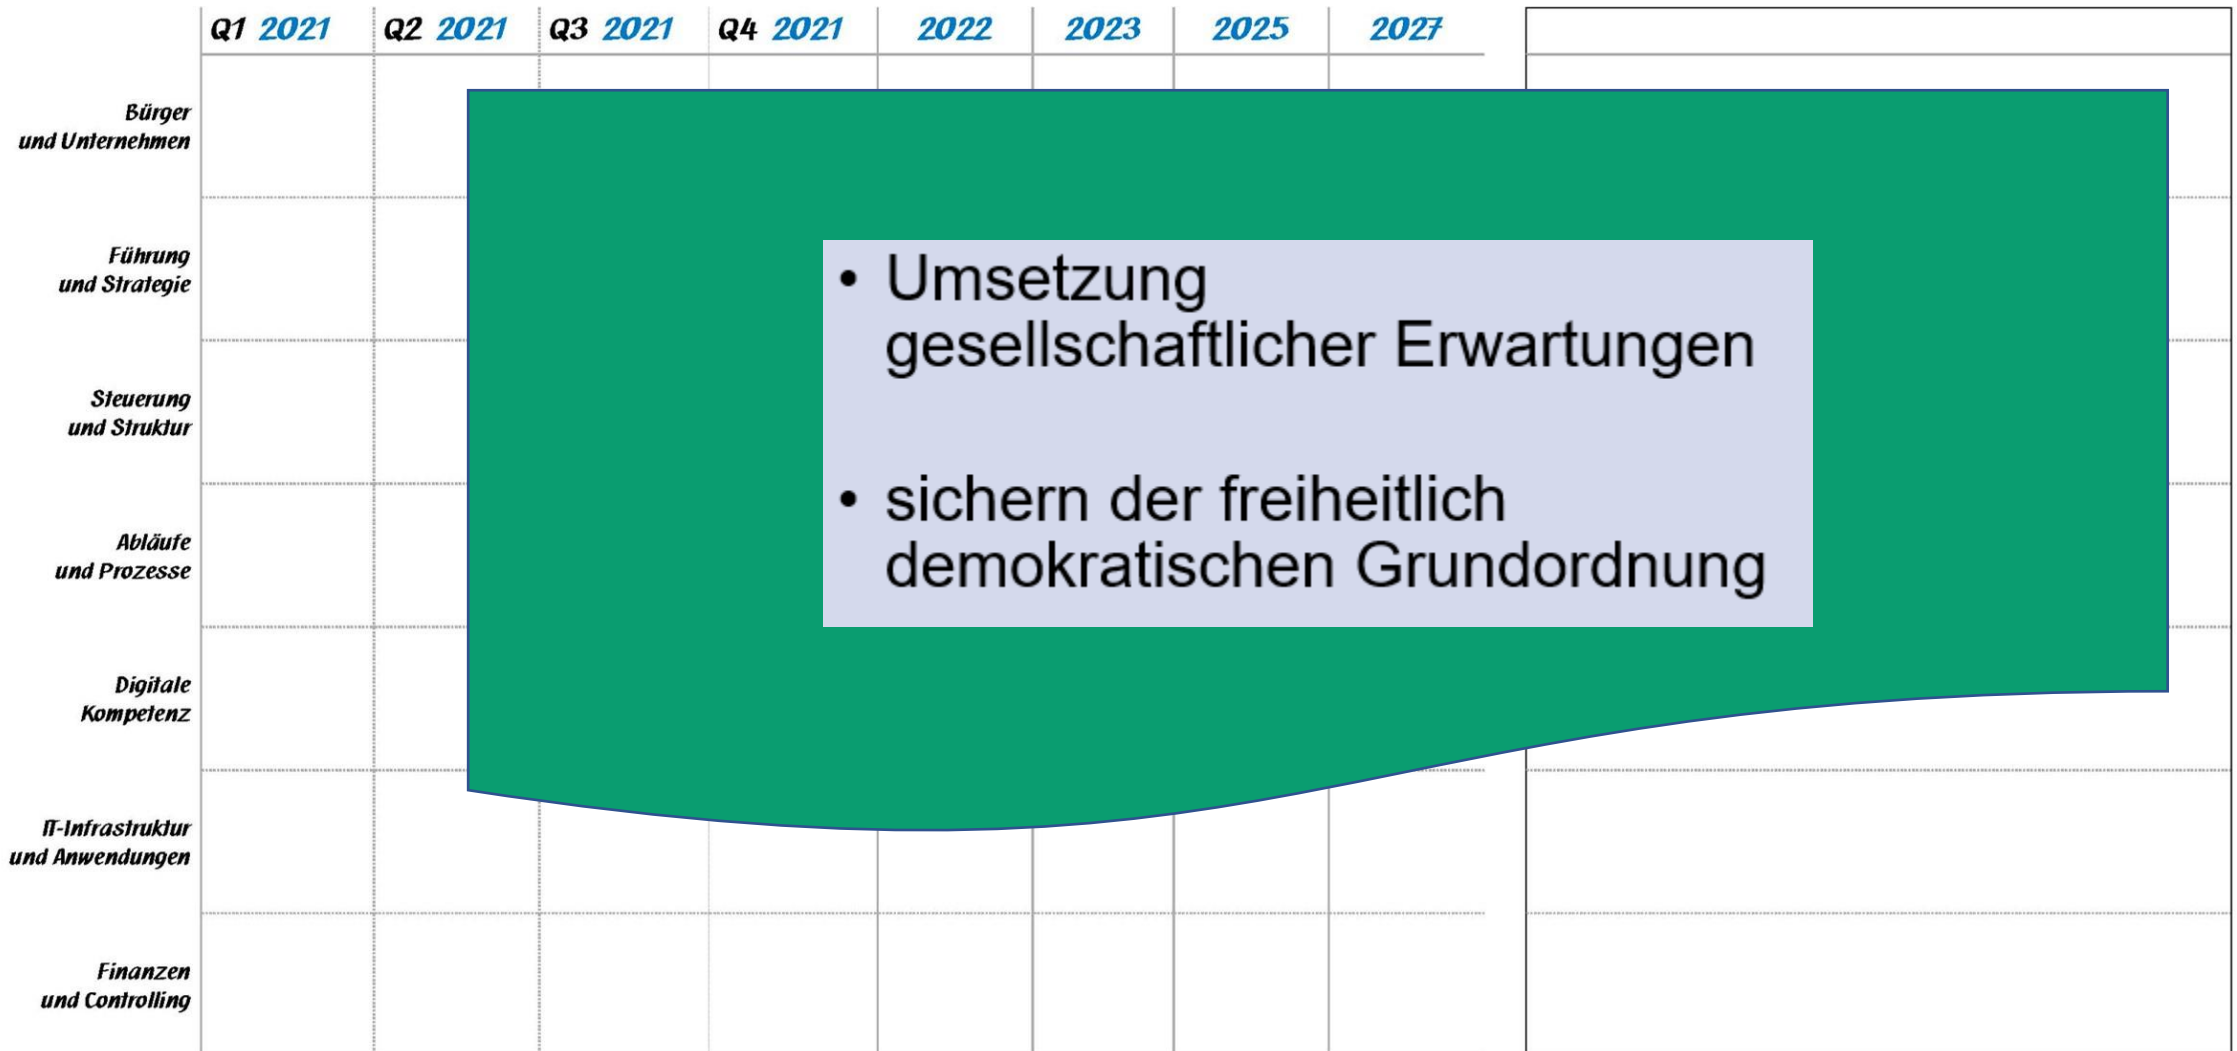 Q1 2021 Q2 2021 Q3 2021 Q4 2021 2022 2023 2025 2027
Bürger
und Unternehmen
Führung
und Strategie
Steuerung
und Struktur
Abläufe
und Prozesse
Digitale
Kompetenz
IT-Infrastruktur
und Anwendungen
Finanzen
und Controlling
• Umsetzung
gesellschaftlicher Erwartungen
• sichern der freiheitlich
demokratischen Grundordnung